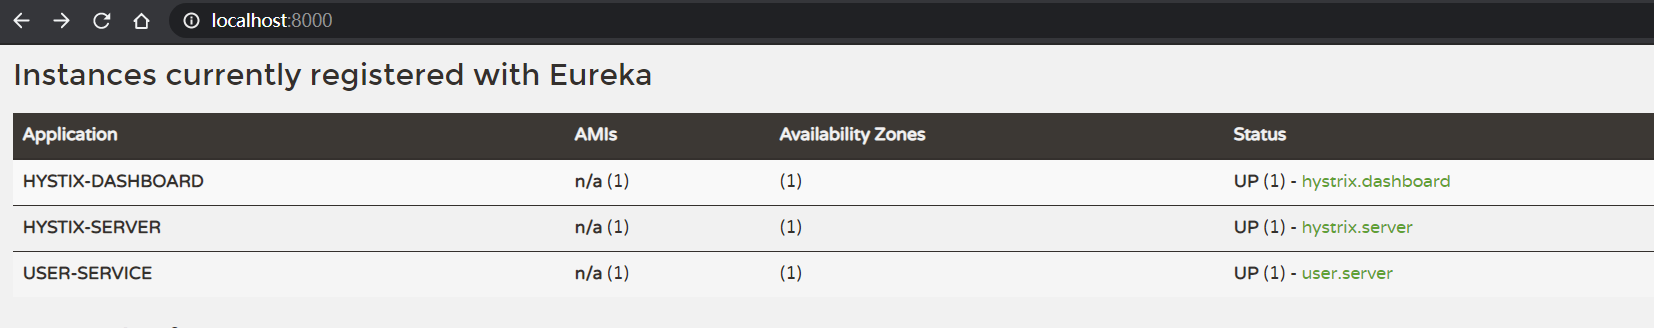 localhost:8000
Instances currently registered with Eureka
Application AMIs Availability Zones Status
HYSTIX-DASHBOARD n/a (1) (1) UP (1) - hystrix.dashboard
HYSTIX-SERVER n/a (1) (1) UP (1) - hystrix.server
USER-SERVICE n/a (1) (1) UP (1) - user.server